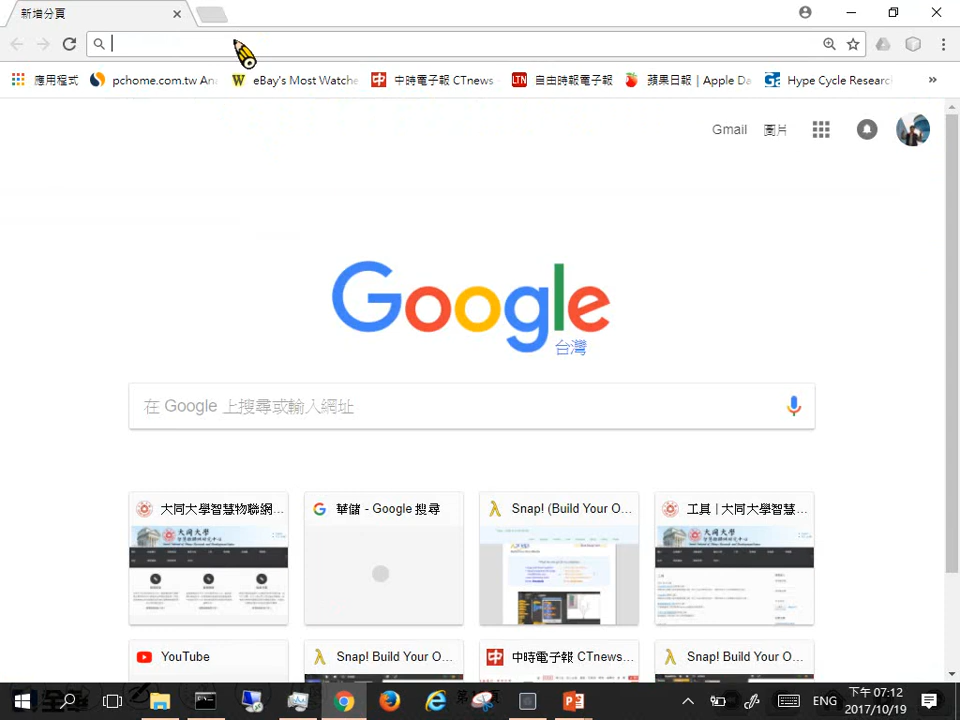 新增分頁
應用程式
pchome.com.tw An
eBay's Most Watche
中時電子報 CTnews
自由時報電子報
蘋果日報 | Apple Da
Hype Cycle Researc
Gmail
圖片
Google
台灣
在 Google 上搜尋或輸入網址
大同大學智慧物聯網...
華儲 - Google 搜尋
Snap! (Build Your O...
工具 | 大同大學智慧...
YouTube
Snap! Build Your O...
中時電子報 CTnews...
Snap! Build Your O...
ENG
下午 07:12
2017/10/19